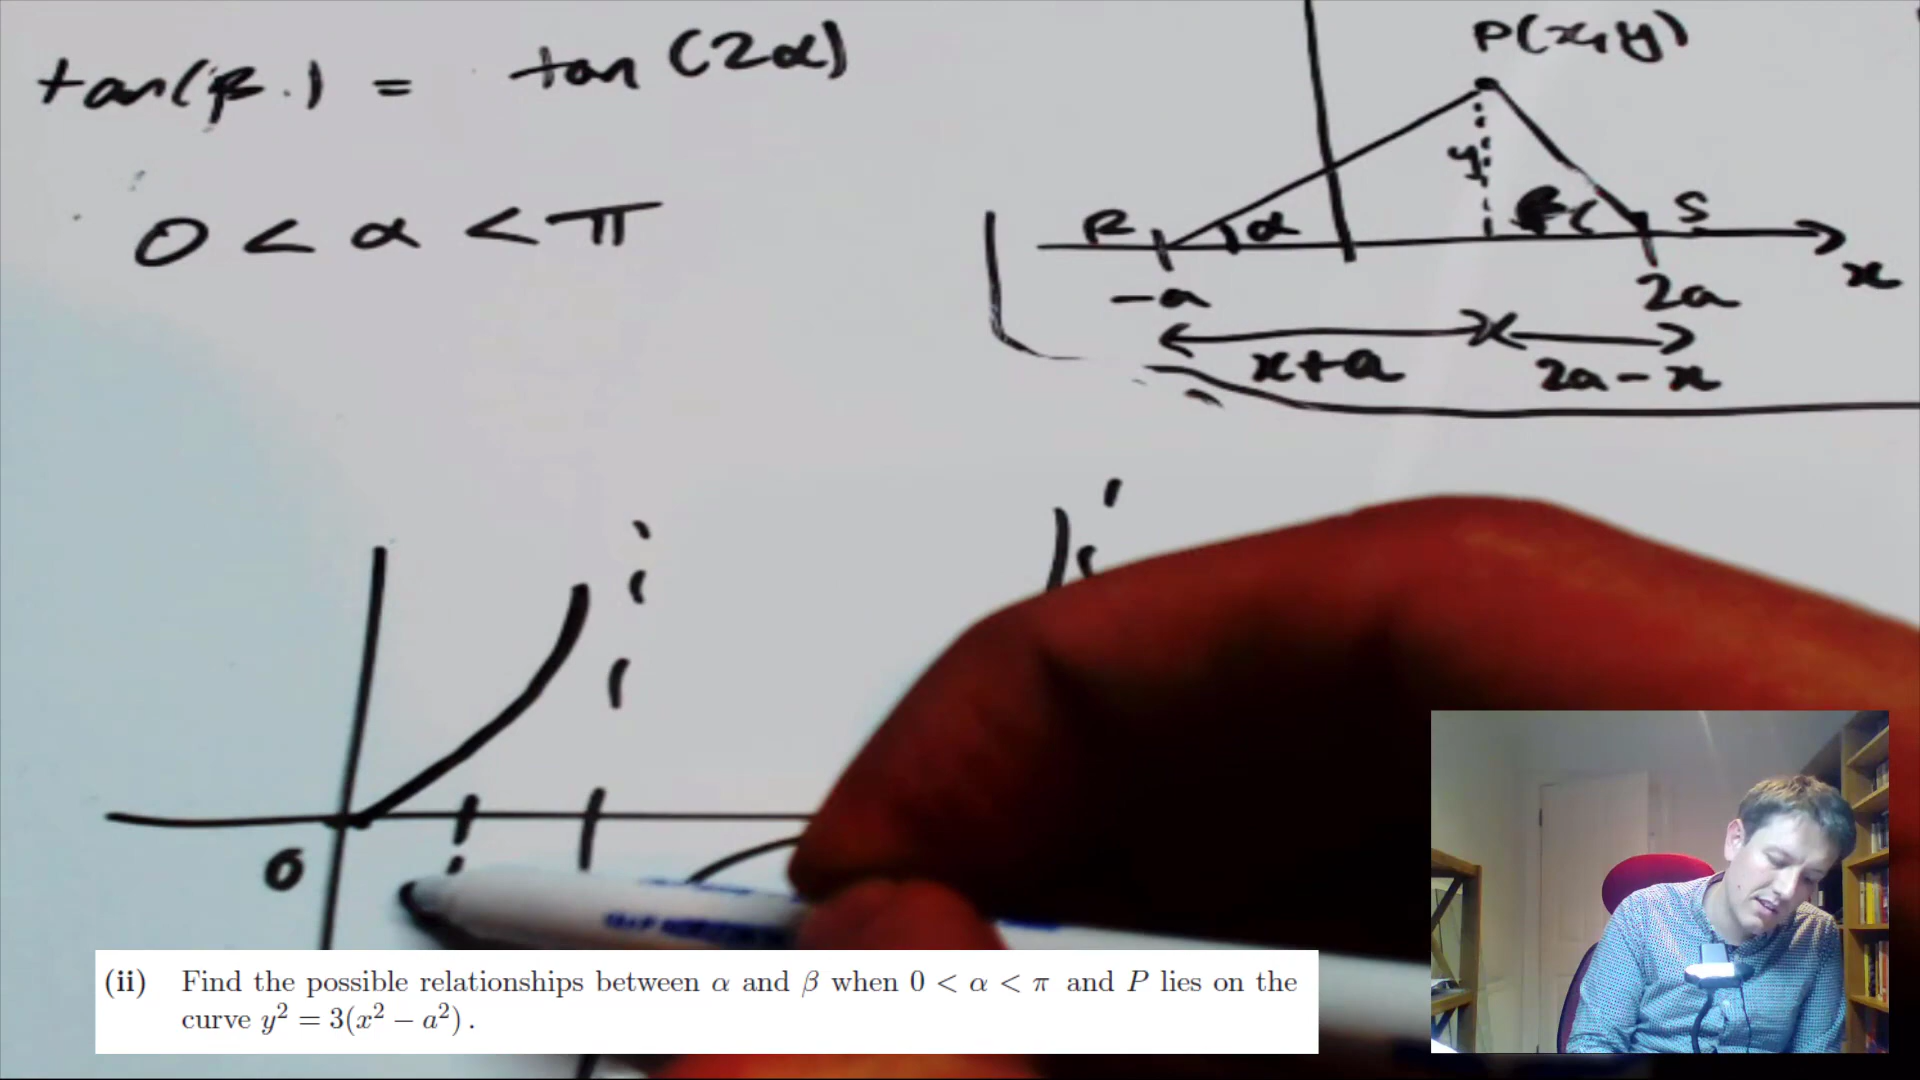 tan(β.) = tan(2α)
0 < α < π
P(x,y)
y
R α S
-a 2a x
x+a 2a-x
0
(ii) Find the possible relationships between α and β when 0 < α < π and P lies on the
curve y² = 3(x² − a²).